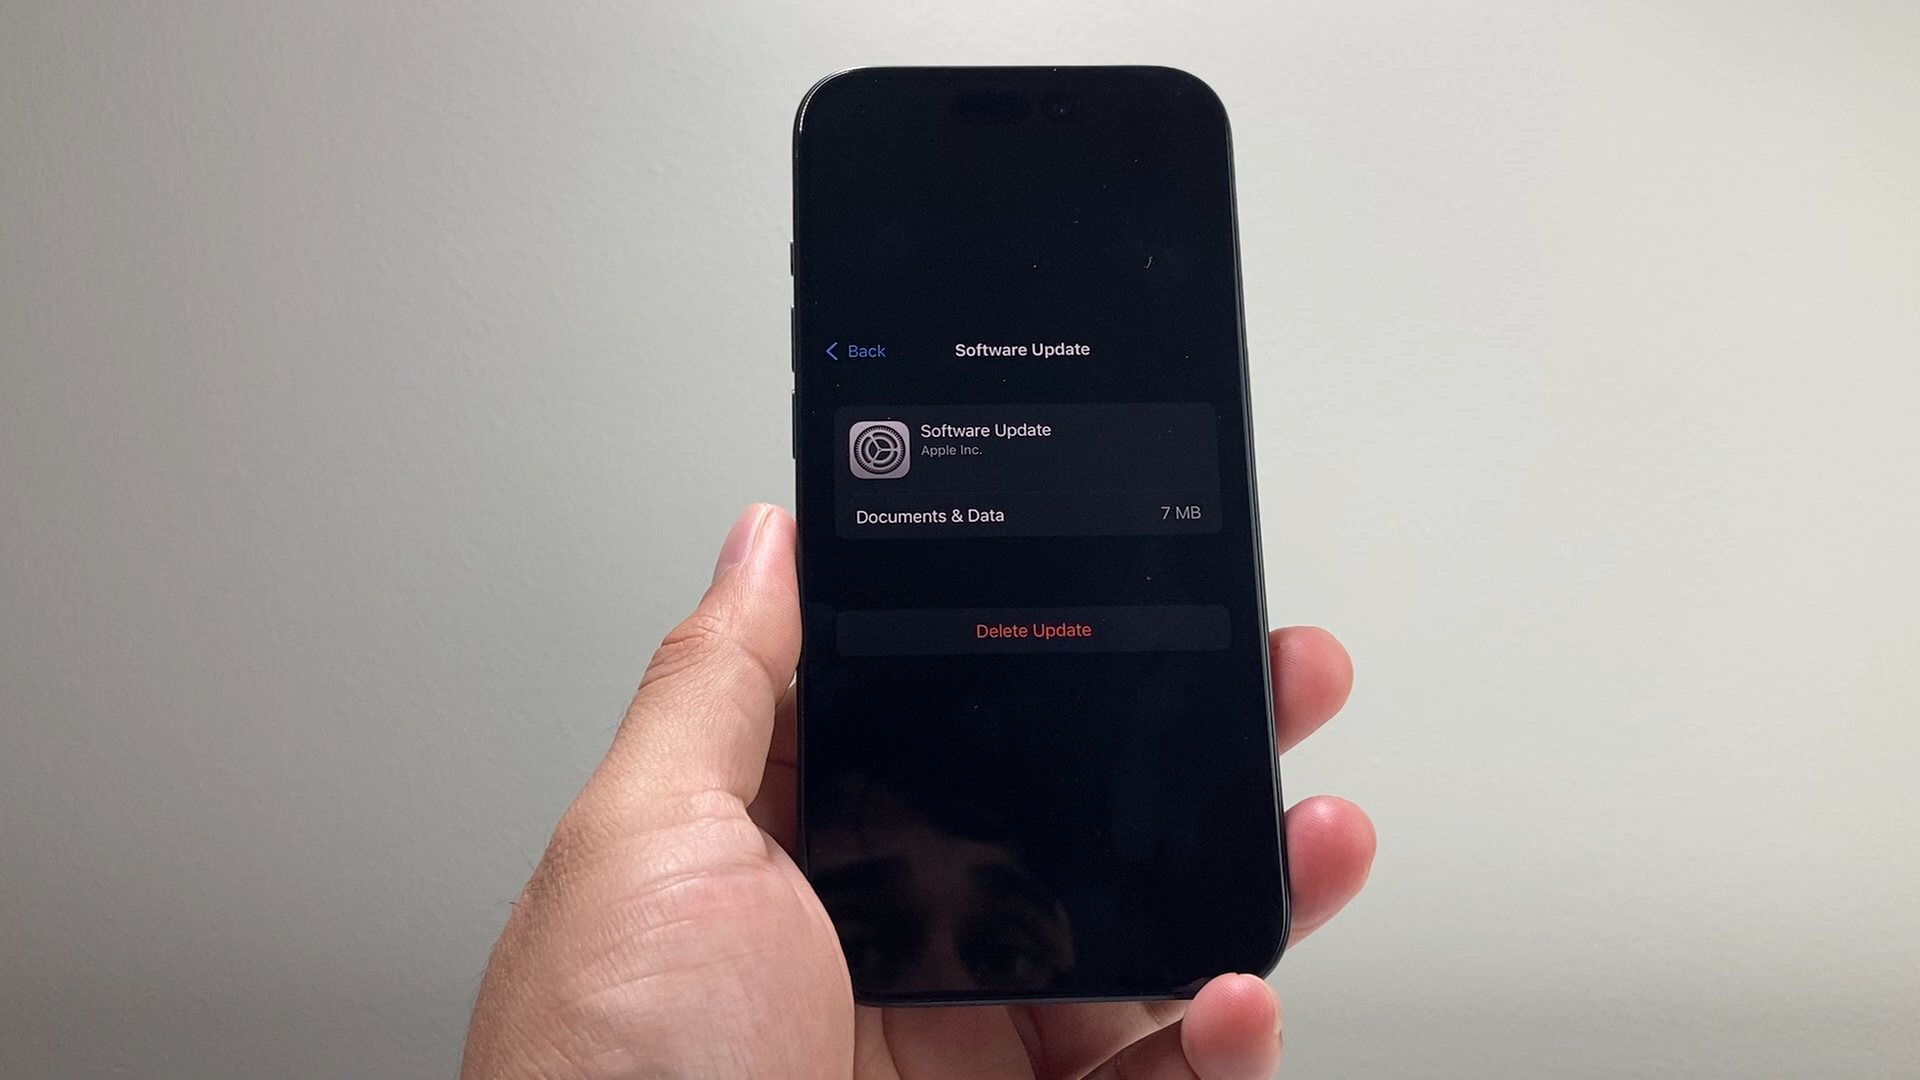 Back
Software Update
Software Update
Apple Inc.
Documents & Data 7 MB
Delete Update